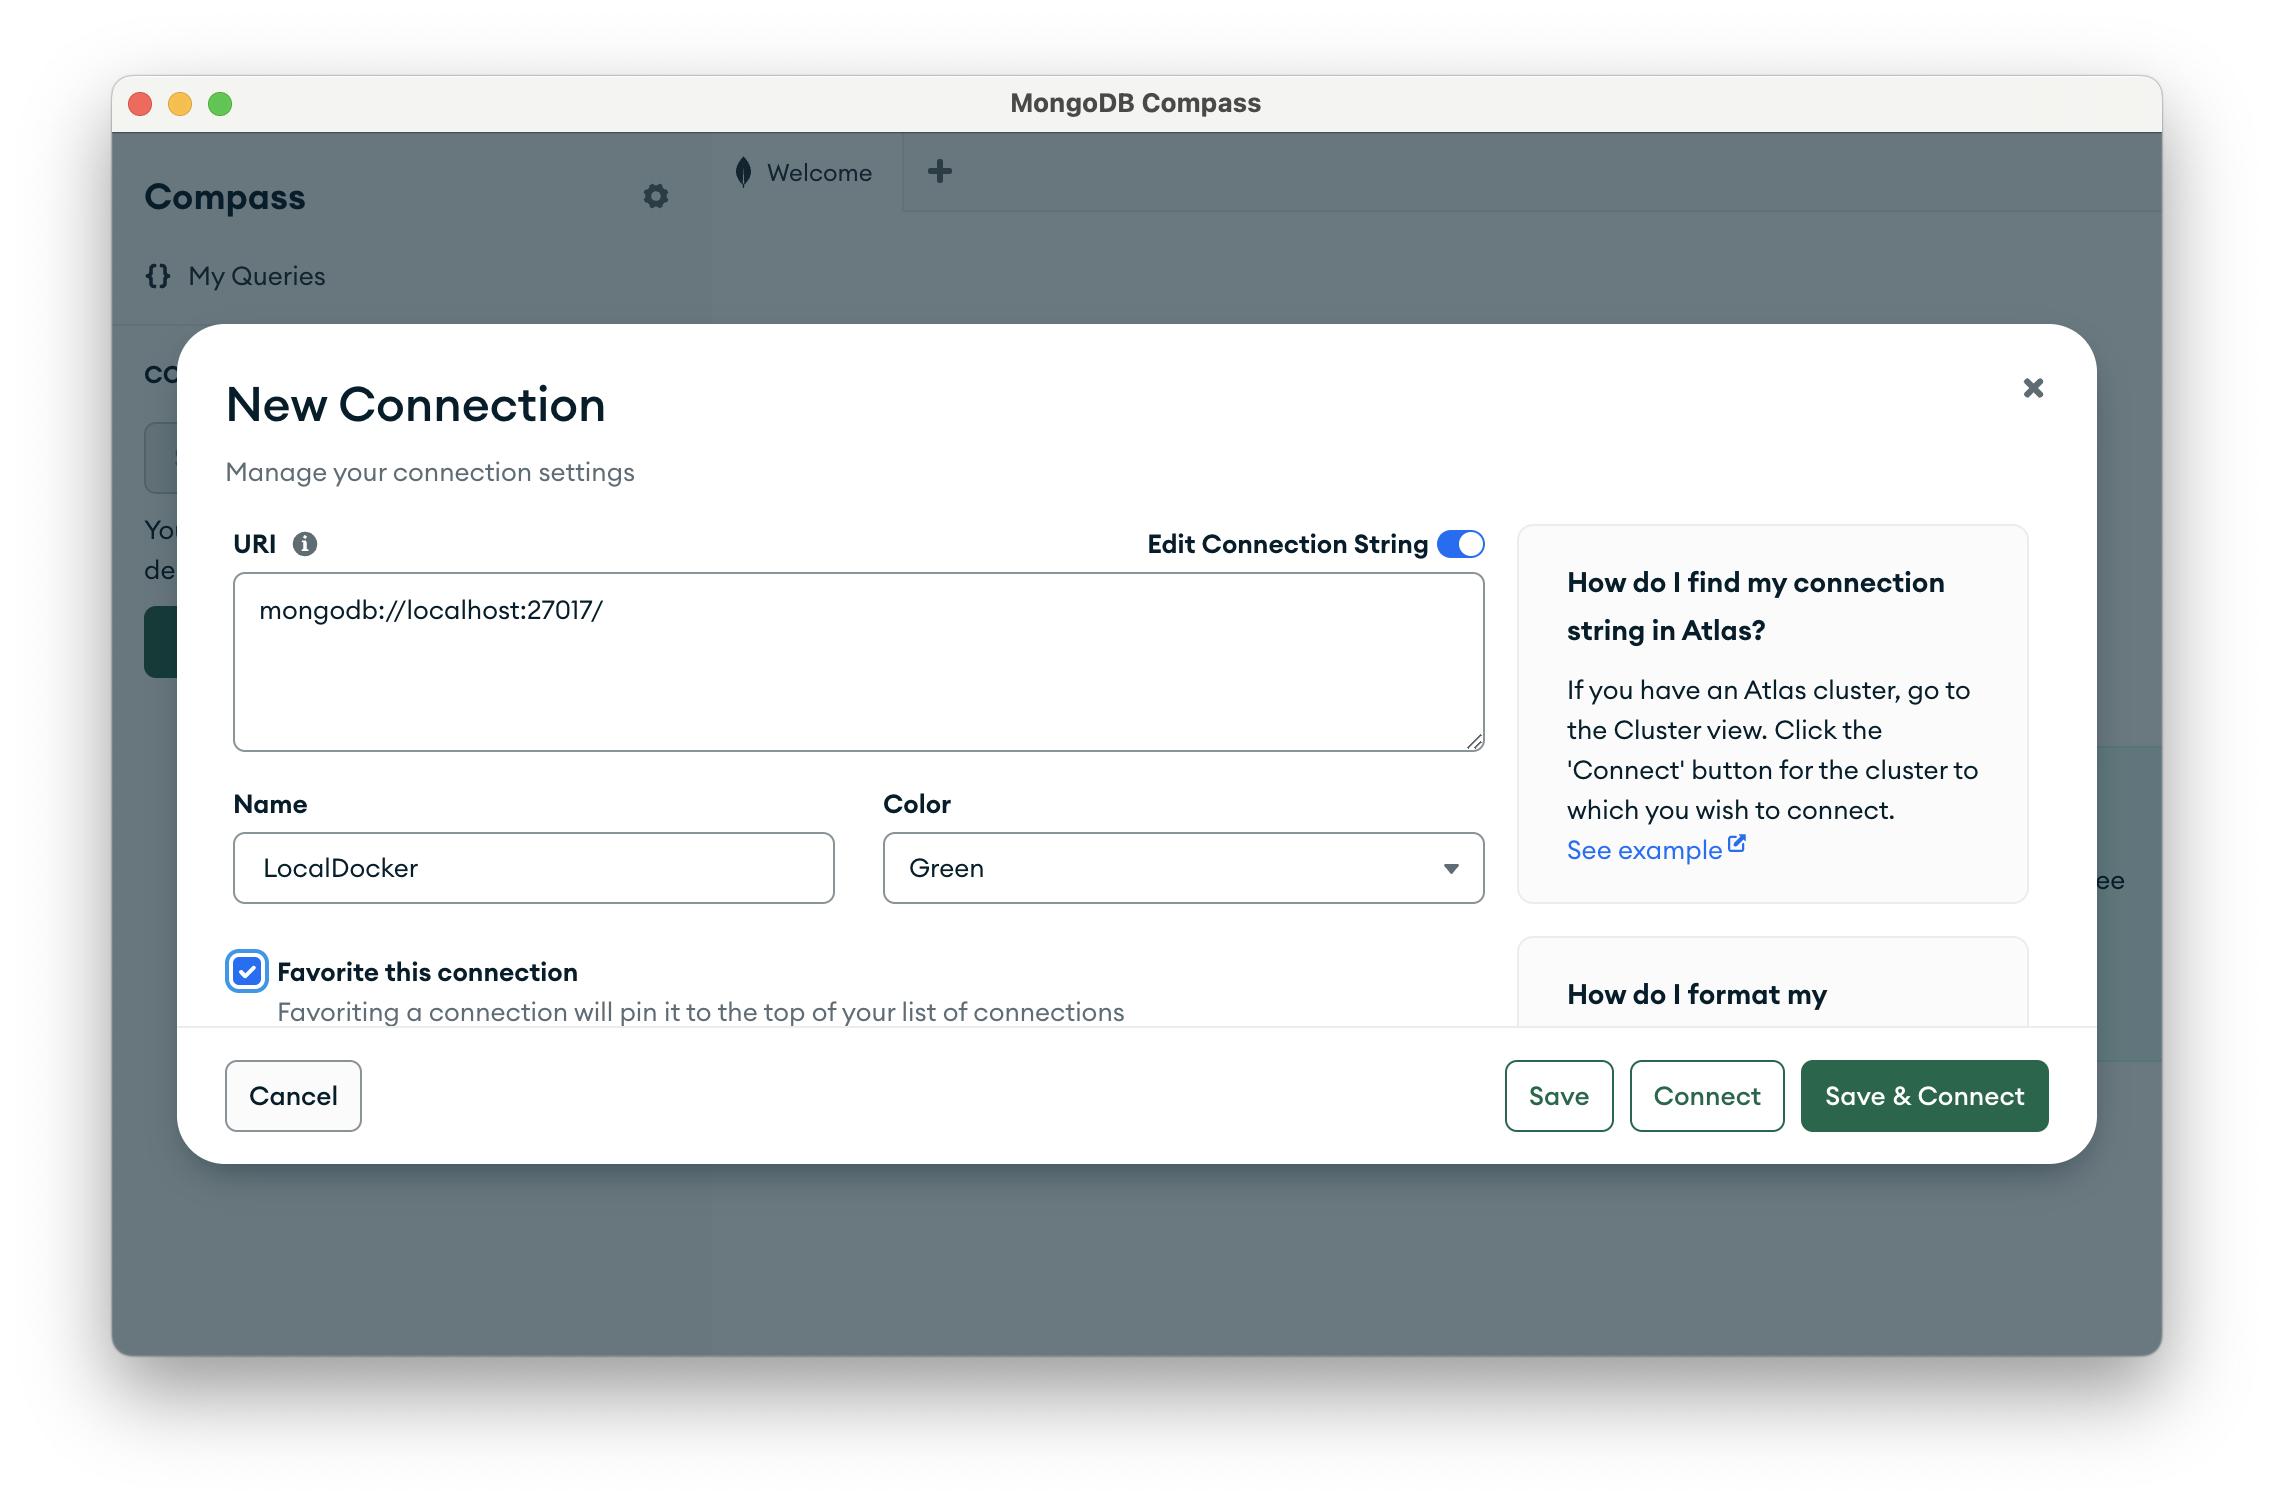 MongoDB Compass
Compass
Welcome
{} My Queries
New Connection
Manage your connection settings
URI
Edit Connection String
mongodb://localhost:27017/
Name
LocalDocker
Color
Green
Favorite this connection
Favoriting a connection will pin it to the top of your list of connections
How do I find my connection
string in Atlas?
If you have an Atlas cluster, go to
the Cluster view. Click the
'Connect' button for the cluster to
which you wish to connect.
See example
How do I format my
Cancel
Save
Connect
Save & Connect